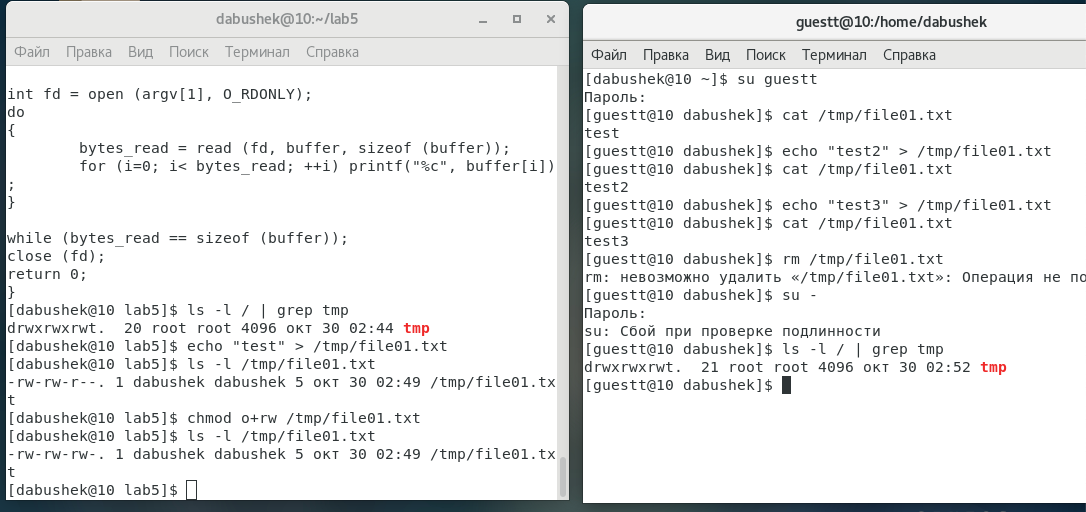 dabushek@10:~/lab5
Файл Правка Вид Поиск Терминал Справка
int fd = open (argv[1], O_RDONLY);
do
{
        bytes_read = read (fd, buffer, sizeof (buffer));
        for (i=0; i< bytes_read; ++i) printf("%c", buffer[i])
;
}
while (bytes_read == sizeof (buffer));
close (fd);
return 0;
}
[dabushek@10 lab5]$ ls -l / | grep tmp
drwxrwxrwt.  20 root root 4096 окт 30 02:44 tmp
[dabushek@10 lab5]$ echo "test" > /tmp/file01.txt
[dabushek@10 lab5]$ ls -l /tmp/file01.txt
-rw-rw-r--. 1 dabushek dabushek 5 окт 30 02:49 /tmp/file01.tx
t
[dabushek@10 lab5]$ chmod o+rw /tmp/file01.txt
[dabushek@10 lab5]$ ls -l /tmp/file01.txt
-rw-rw-rw-. 1 dabushek dabushek 5 окт 30 02:49 /tmp/file01.tx
t
[dabushek@10 lab5]$
guestt@10:/home/dabushek
Файл Правка Вид Поиск Терминал Справка
[dabushek@10 ~]$ su guestt
Пароль:
[guestt@10 dabushek]$ cat /tmp/file01.txt
test
[guestt@10 dabushek]$ echo "test2" > /tmp/file01.txt
[guestt@10 dabushek]$ cat /tmp/file01.txt
test2
[guestt@10 dabushek]$ echo "test3" > /tmp/file01.txt
[guestt@10 dabushek]$ cat /tmp/file01.txt
test3
[guestt@10 dabushek]$ rm /tmp/file01.txt
rm: невозможно удалить «/tmp/file01.txt»: Операция не по
[guestt@10 dabushek]$ su -
Пароль:
su: Сбой при проверке подлинности
[guestt@10 dabushek]$ ls -l / | grep tmp
drwxrwxrwt.  21 root root 4096 окт 30 02:52 tmp
[guestt@10 dabushek]$